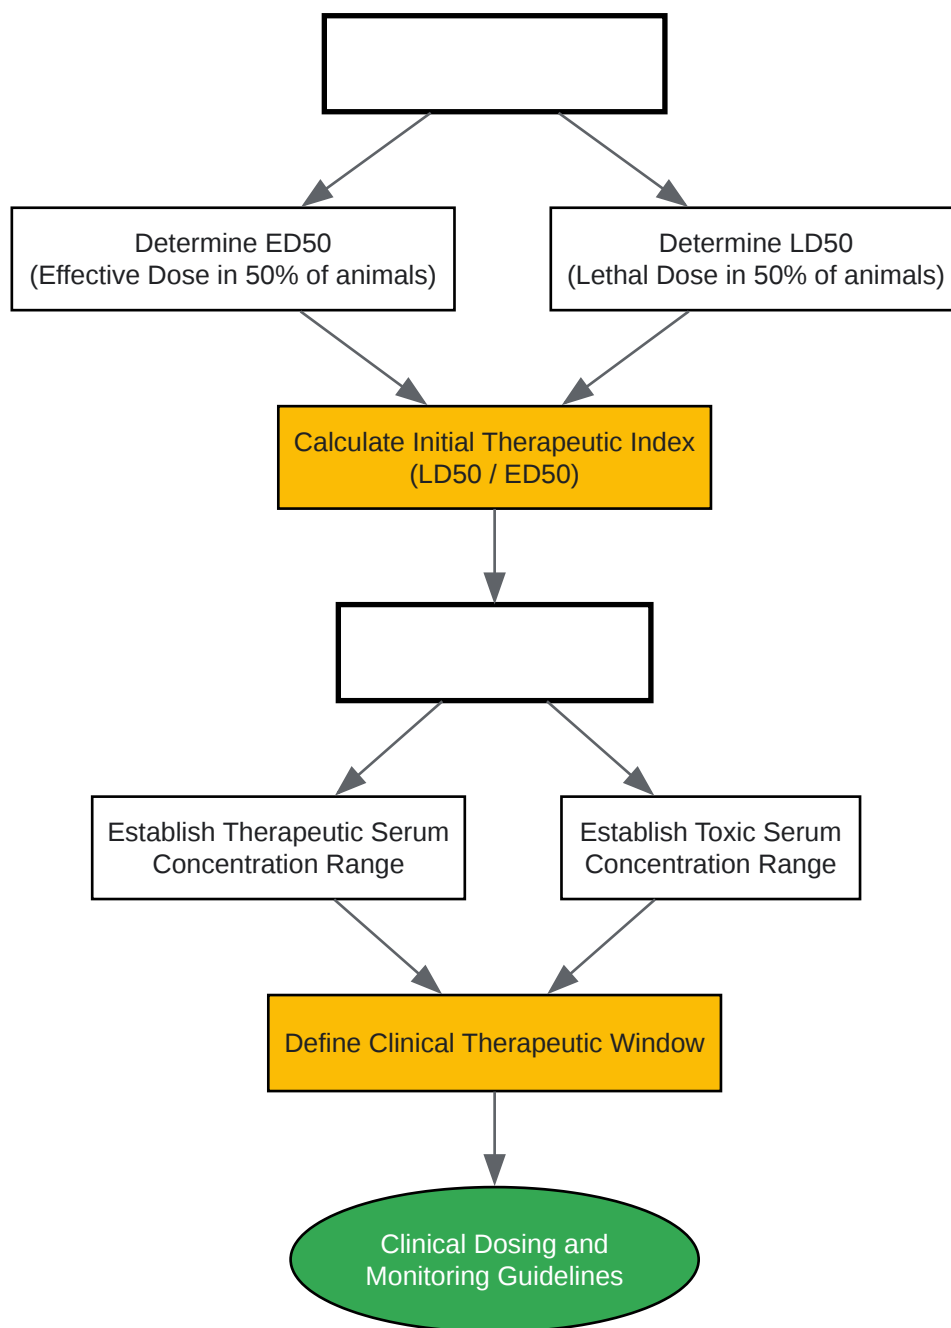 Determine ED50
(Effective Dose in 50% of animals)
Determine LD50
(Lethal Dose in 50% of animals)
Calculate Initial Therapeutic Index
(LD50 / ED50)
Establish Therapeutic Serum
Concentration Range
Establish Toxic Serum
Concentration Range
Define Clinical Therapeutic Window
Clinical Dosing and
Monitoring Guidelines